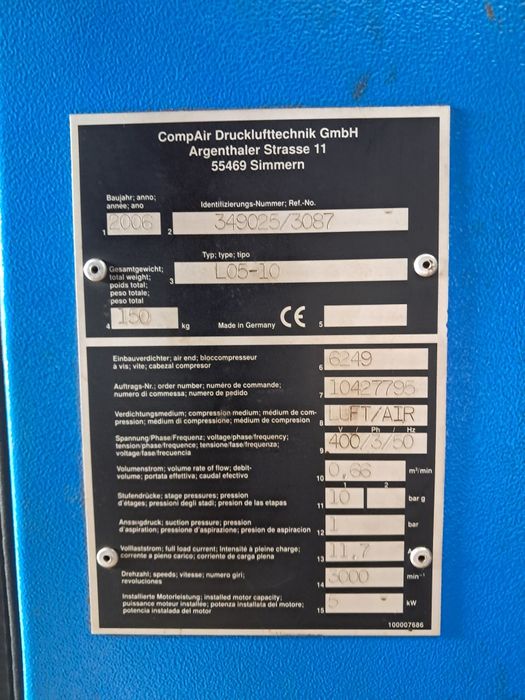 CompAir Drucklufttechnik GmbH
Argenthaler Strasse 11
55469 Simmern
Baujahr; anno;
année; ano
1 2006
Identifizierungs-Nummer; Ref.-No.
2 349025/3087
Typ; type; tipo
3 L05-10
Gesamtgewicht;
total weight;
poids total;
peso totale;
peso total
4 150 kg
Made in Germany CE 5
Einbauverdichter; air end; bloccompresseur
à vis; vite; cabezal compresor
6 6249
Auftrags-Nr.; order number; numéro de commande;
numero di commessa; numero de pedido
7 10427795
Verdichtungsmedium; compression medium; médium de com-
pression; médium di compressione; médium de compresión
8 LUFT/AIR
Spannung/Phase/Frequenz; voltage/phase/frequency;
tension/phase/frequence; tensione/fase/frequenza;
voltage/fase/frecuencia
V / Ph / Hz
9 400/3/50
Volumenstrom; volume rate of flow; debit-
volume; portata effettiva; caudal efectivo
10 0,66 m³/min
Stufendrücke; stage pressures; pression
d'étages; pressioni degli stadi; presion de las etapas
1 2
11 10 bar g
Ansaugdruck; suction pressure; pression
d'aspiration; pressione d'aspirazione; presion de aspiracion
12 1 bar
Vollaststrom; full load current; intensité à pleine charge;
corrente a pieno carico; corriente de carga plena
13 11,7 A
Drehzahl; speeds; vitesse; numero giri;
revoluciones
14 3000 min⁻¹
Installierte Motorleistung; installed motor capacity;
puissance moteur installée; potenza installata del motore;
potencia instalada del motor
15 5 kW
100007686